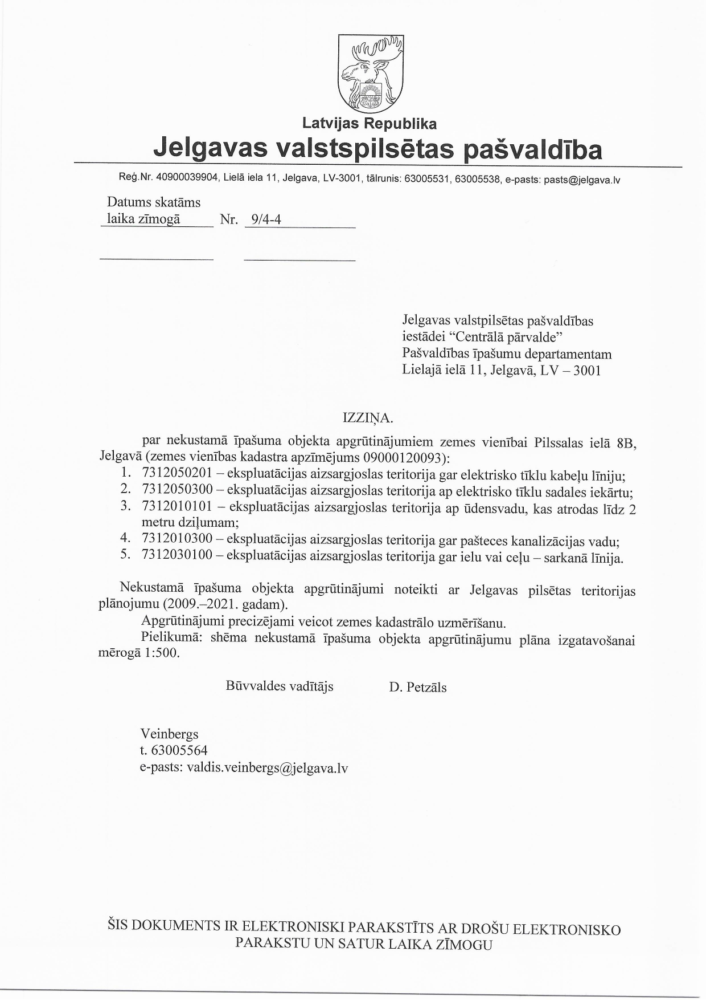 Latvijas Republika
Jelgavas valstspilsētas pašvaldība
Reģ.Nr. 40900039904, Lielā iela 11, Jelgava, LV-3001, tālrunis: 63005531, 63005538, e-pasts: pasts@jelgava.lv
Datums skatāms
laika zīmogā Nr. 9/4-4
Jelgavas valstpilsētas pašvaldības
iestādei “Centrālā pārvalde”
Pašvaldības īpašumu departamentam
Lielajā ielā 11, Jelgavā, LV – 3001
IZZIŅA.
par nekustamā īpašuma objekta apgrūtinājumiem zemes vienībai Pilssalas ielā 8B,
Jelgavā (zemes vienības kadastra apzīmējums 09000120093):
1. 7312050201 – ekspluatācijas aizsargjoslas teritorija gar elektrisko tīklu kabeļu līniju;
2. 7312050300 – ekspluatācijas aizsargjoslas teritorija ap elektrisko tīklu sadales iekārtu;
3. 7312010101 – ekspluatācijas aizsargjoslas teritorija ap ūdensvadu, kas atrodas līdz 2
metru dziļumam;
4. 7312010300 – ekspluatācijas aizsargjoslas teritorija gar pašteces kanalizācijas vadu;
5. 7312030100 – ekspluatācijas aizsargjoslas teritorija gar ielu vai ceļu – sarkanā līnija.
Nekustamā īpašuma objekta apgrūtinājumi noteikti ar Jelgavas pilsētas teritorijas
plānojumu (2009.–2021. gadam).
Apgrūtinājumi precizējami veicot zemes kadastrālo uzmērīšanu.
Pielikumā: shēma nekustamā īpašuma objekta apgrūtinājumu plāna izgatavošanai
mērogā 1:500.
Būvvaldes vadītājs D. Petzāls
Veinbergs
t. 63005564
e-pasts: valdis.veinbergs@jelgava.lv
ŠIS DOKUMENTS IR ELEKTRONISKI PARAKSTĪTS AR DROŠU ELEKTRONISKO
PARAKSTU UN SATUR LAIKA ZĪMOGU